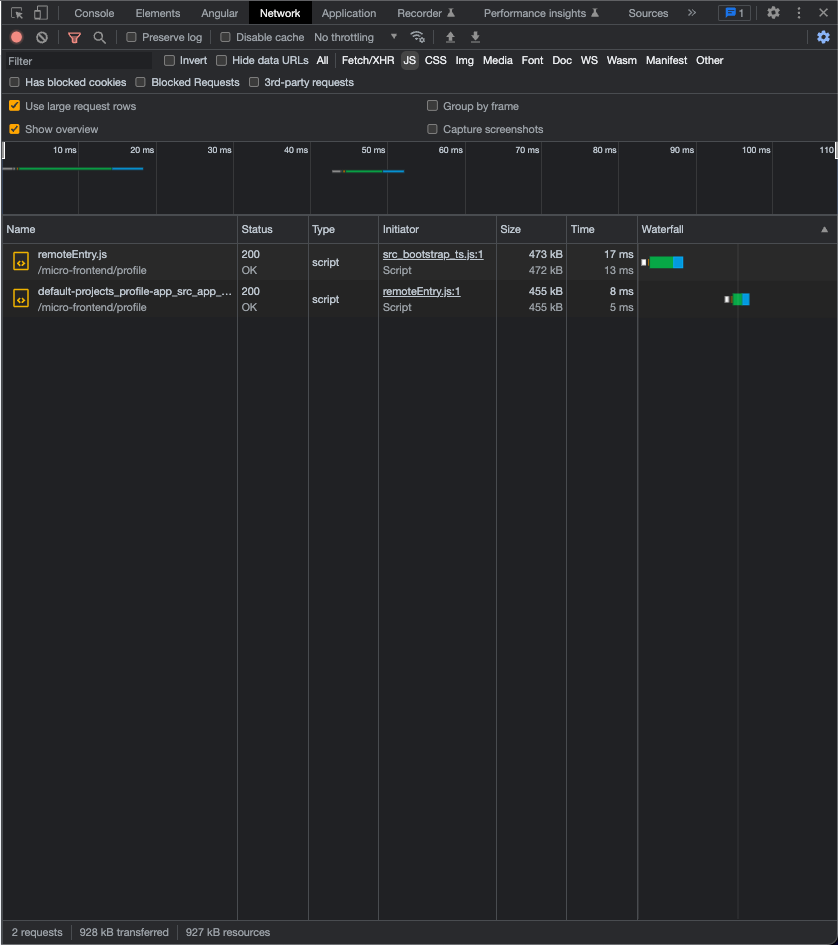 Console Elements Angular Network Application Recorder Performance insights Sources » 1
Preserve log Disable cache No throttling
Filter Invert Hide data URLs All Fetch/XHR JS CSS Img Media Font Doc WS Wasm Manifest Other
Has blocked cookies Blocked Requests 3rd-party requests
Use large request rows Group by frame
Show overview Capture screenshots
10 ms 20 ms 30 ms 40 ms 50 ms 60 ms 70 ms 80 ms 90 ms 100 ms 110
Name Status Type Initiator Size Time Waterfall
remoteEntry.js 200 script src_bootstrap_ts.js:1 473 kB 17 ms
/micro-frontend/profile OK Script 472 kB 13 ms
default-projects_profile-app_src_app_... 200 script remoteEntry.js:1 455 kB 8 ms
/micro-frontend/profile OK Script 455 kB 5 ms
2 requests 928 kB transferred 927 kB resources